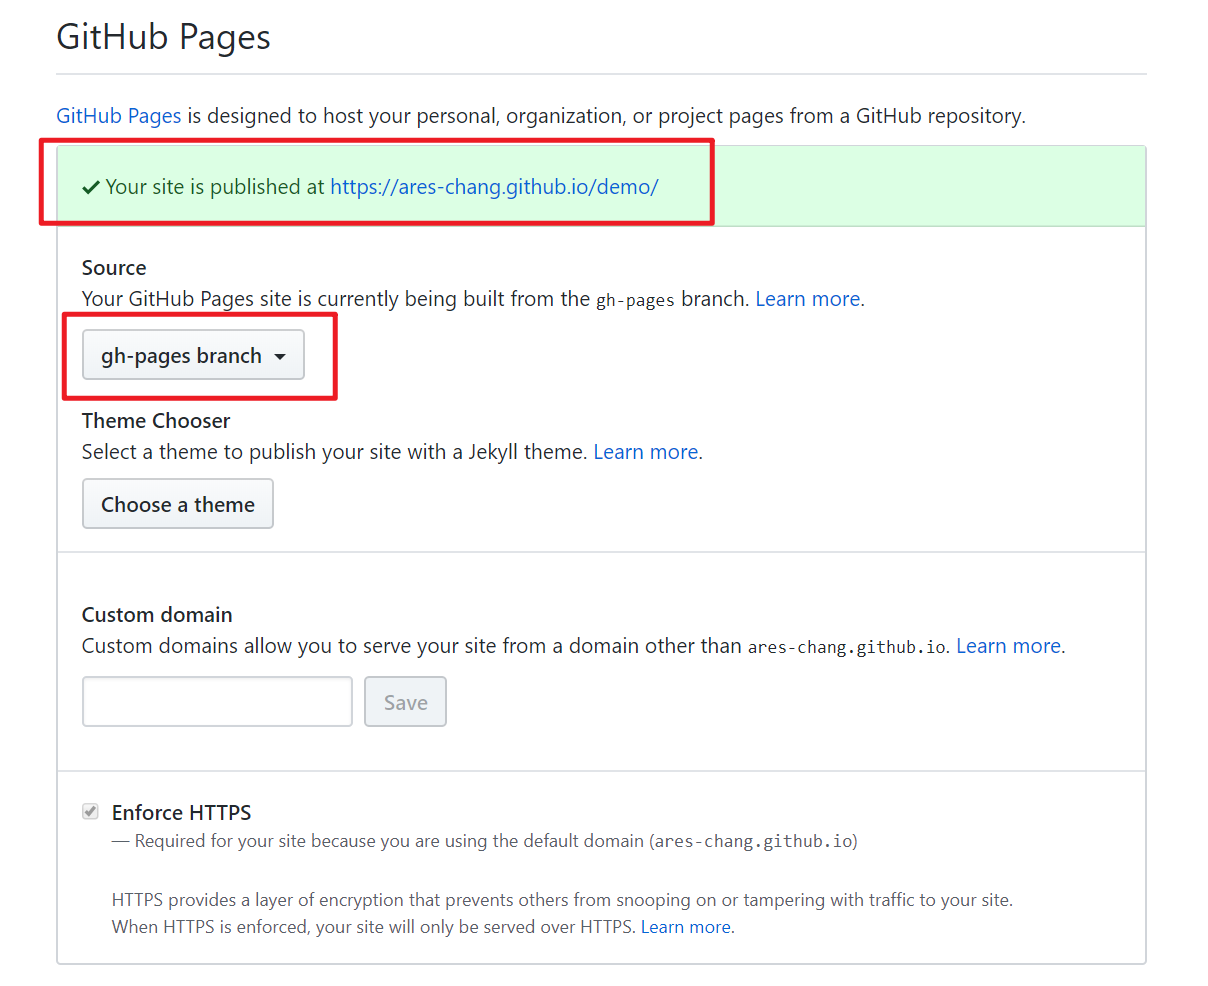 GitHub Pages
GitHub Pages is designed to host your personal, organization, or project pages from a GitHub repository.
Your site is published at https://ares-chang.github.io/demo/
Source
Your GitHub Pages site is currently being built from the gh-pages branch. Learn more.
gh-pages branch
Theme Chooser
Select a theme to publish your site with a Jekyll theme. Learn more.
Choose a theme
Custom domain
Custom domains allow you to serve your site from a domain other than ares-chang.github.io. Learn more.
Save
Enforce HTTPS
— Required for your site because you are using the default domain (ares-chang.github.io)
HTTPS provides a layer of encryption that prevents others from snooping on or tampering with traffic to your site.
When HTTPS is enforced, your site will only be served over HTTPS. Learn more.